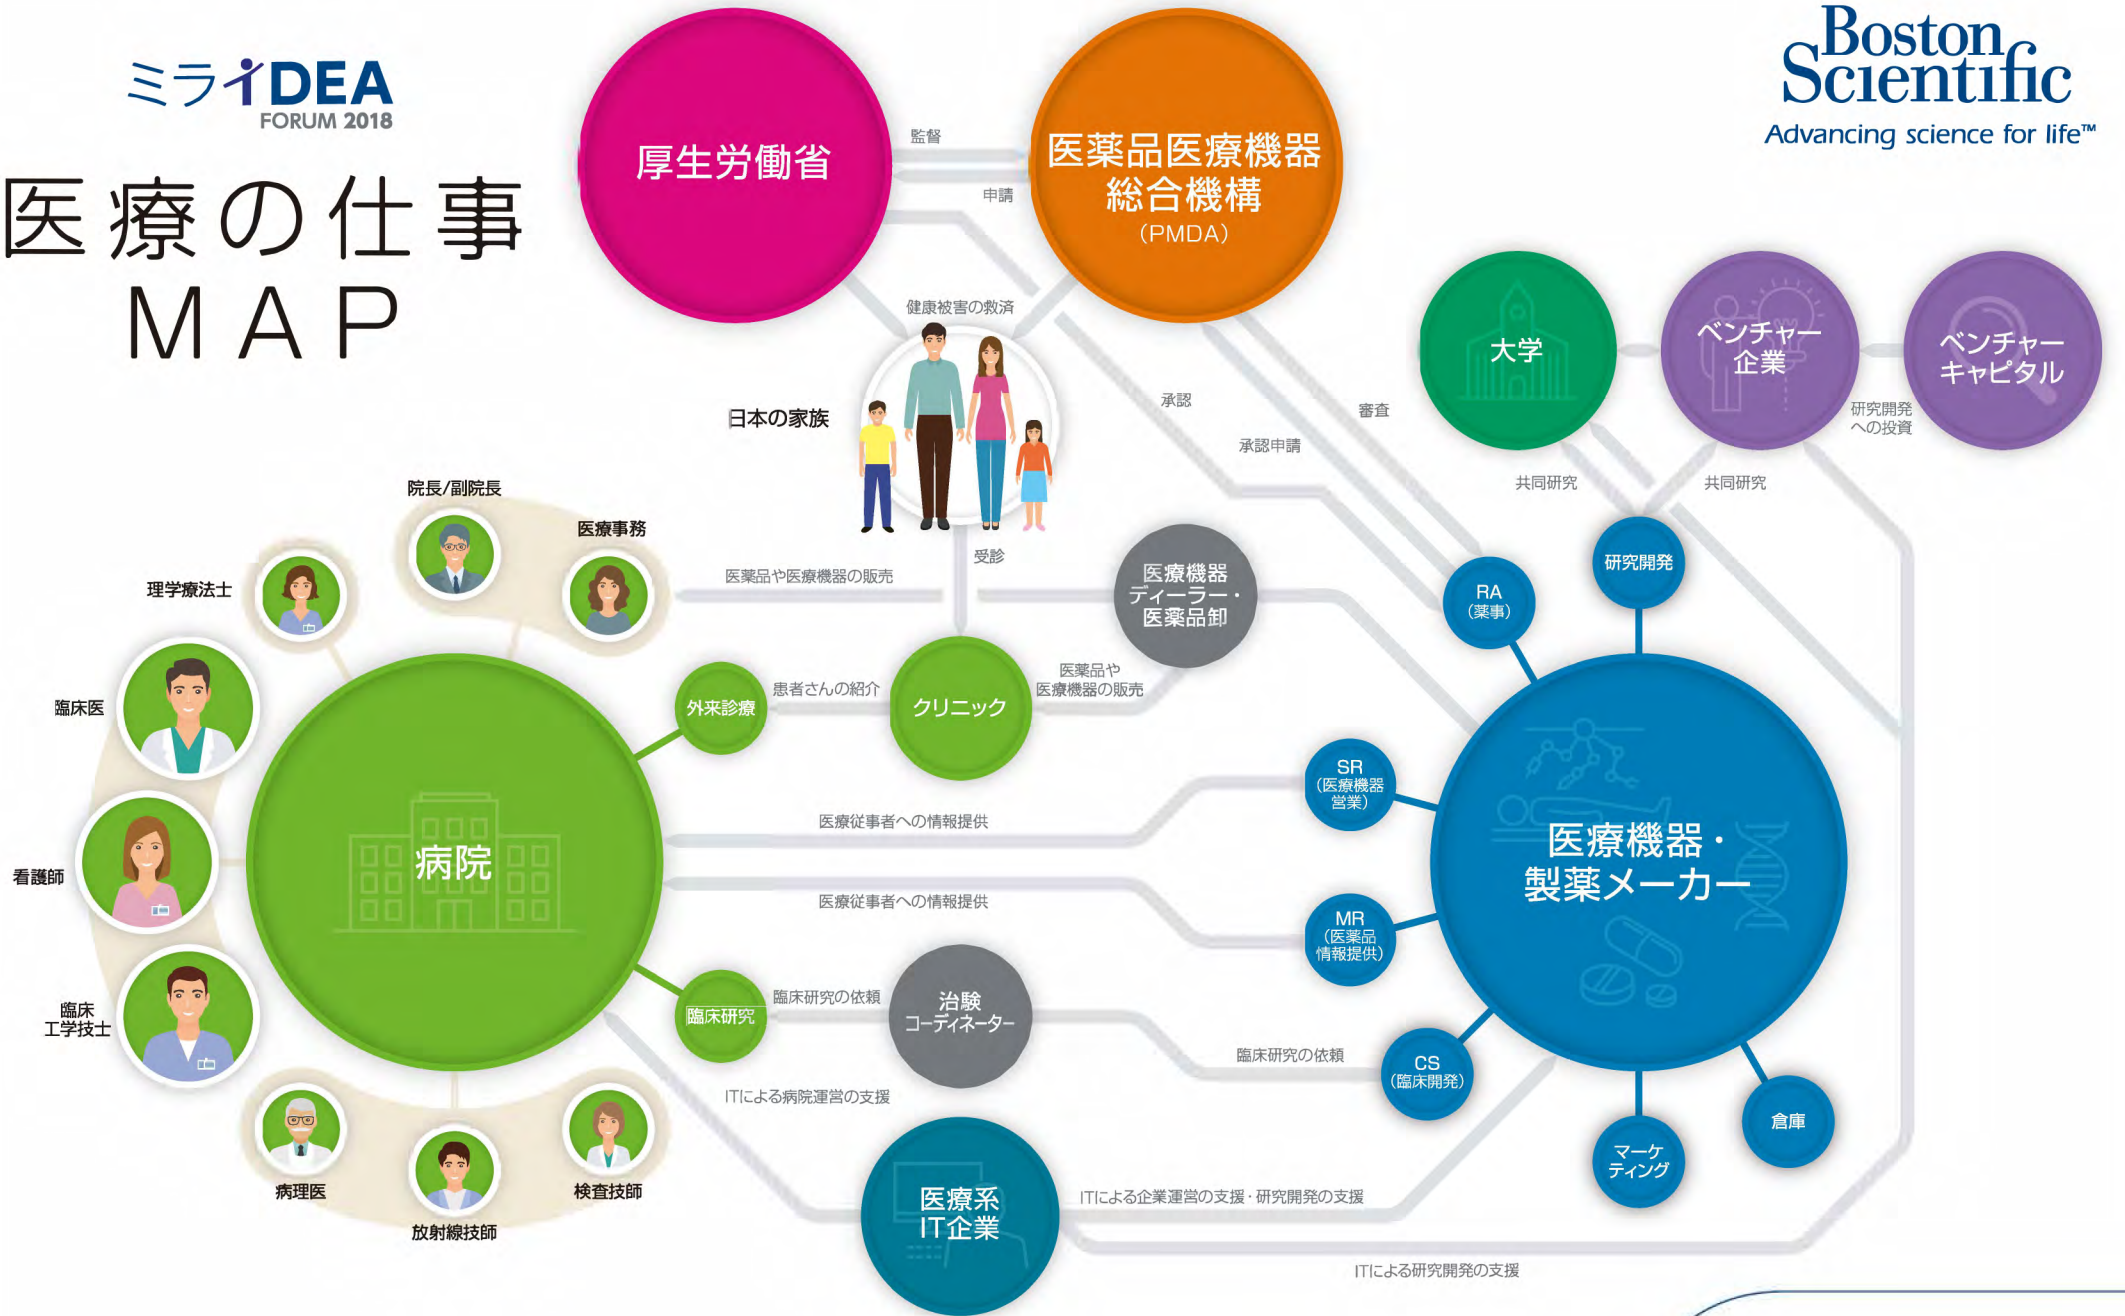 ミライDEA
FORUM 2018
医療の仕事
MAP
Boston
Scientific
Advancing science for life™
厚生労働省
監督
申請
医薬品医療機器
総合機構
（PMDA）
健康被害の救済
日本の家族
承認
承認申請
審査
大学
ベンチャー
企業
ベンチャー
キャピタル
研究開発
への投資
共同研究
共同研究
院長/副院長
医療事務
理学療法士
臨床医
看護師
臨床
工学技士
病理医
放射線技師
検査技師
病院
医薬品や医療機器の販売
受診
医療機器
ディーラー・
医薬品卸
外来診療
患者さんの紹介
クリニック
医薬品や
医療機器の販売
医療従事者への情報提供
医療従事者への情報提供
臨床研究
臨床研究の依頼
治験
コーディネーター
臨床研究の依頼
ITによる病院運営の支援
医療系
IT企業
ITによる企業運営の支援・研究開発の支援
ITによる研究開発の支援
研究開発
RA
（薬事）
SR
（医療機器
営業）
MR
（医薬品
情報提供）
CS
（臨床開発）
マーケ
ティング
倉庫
医療機器・
製薬メーカー